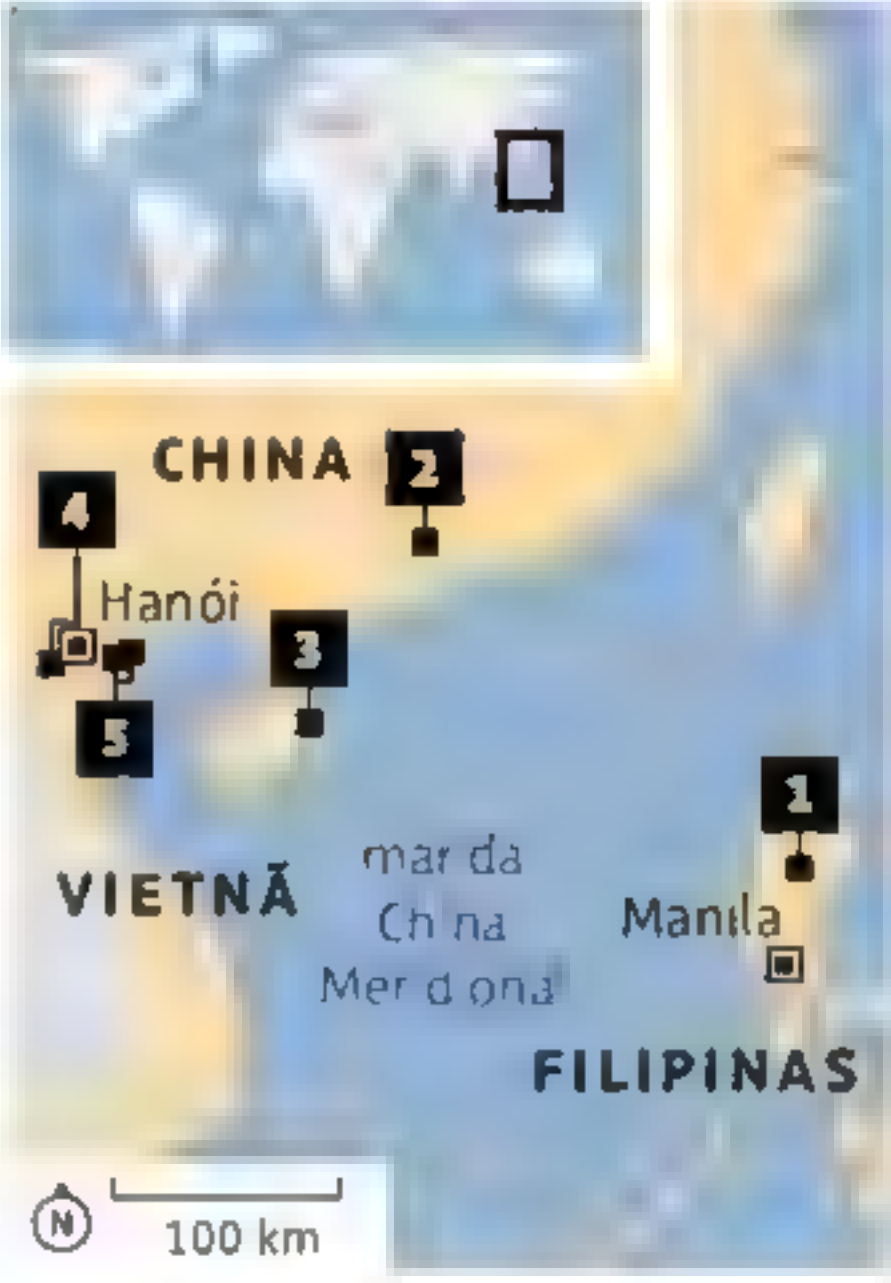 CHINA
2
4
Hanói
3
5
1
VIETNÃ
mar da
China
Meridional
Manila
FILIPINAS
N
100 km